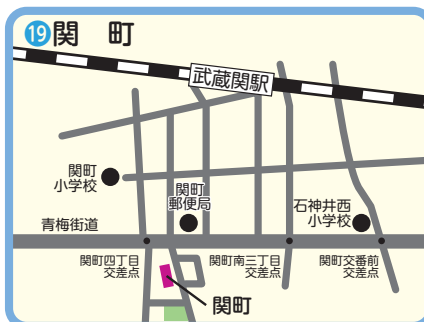 ⑲関 町
武蔵関駅
関町
小学校
関町
郵便局
石神井西
小学校
青梅街道
関町四丁目
交差点
関町南三丁目
交差点
関町交番前
交差点
関町